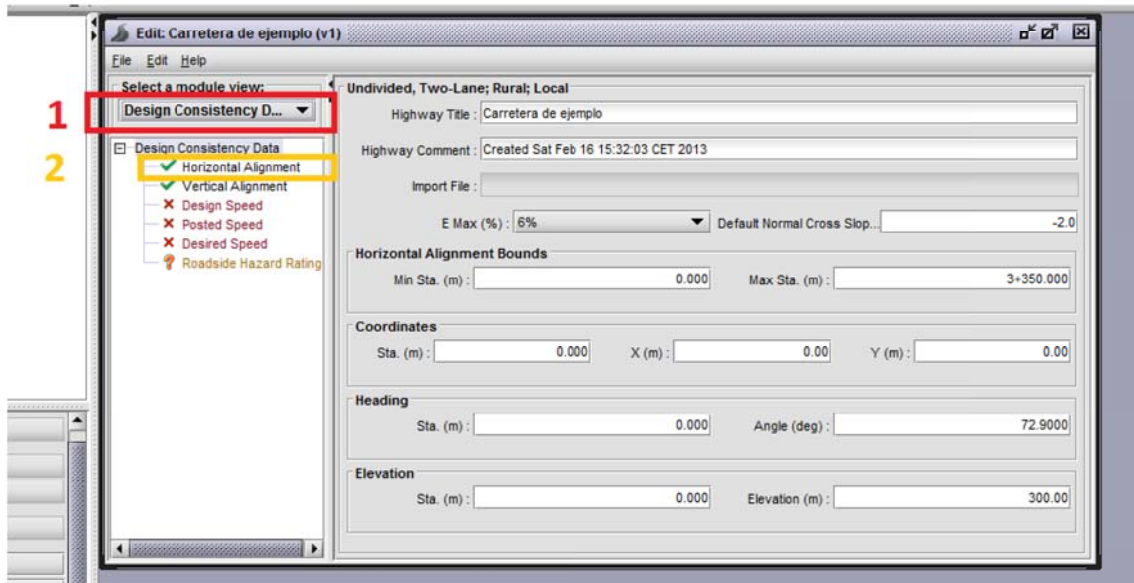 Edit: Carretera de ejemplo (v1)
File Edit Help
1
Select a module view:
Design Consistency D...
2
Design Consistency Data
Horizontal Alignment
Vertical Alignment
Design Speed
Posted Speed
Desired Speed
Roadside Hazard Rating
Undivided, Two-Lane; Rural; Local
Highway Title : Carretera de ejemplo
Highway Comment : Created Sat Feb 16 15:32:03 CET 2013
Import File :
E Max (%) : 6% Default Normal Cross Slop... -2.0
Horizontal Alignment Bounds
Min Sta. (m) : 0.000 Max Sta. (m) : 3+350.000
Coordinates
Sta. (m) : 0.000 X (m) : 0.00 Y (m) : 0.00
Heading
Sta. (m) : 0.000 Angle (deg) : 72.9000
Elevation
Sta. (m) : 0.000 Elevation (m) : 300.00